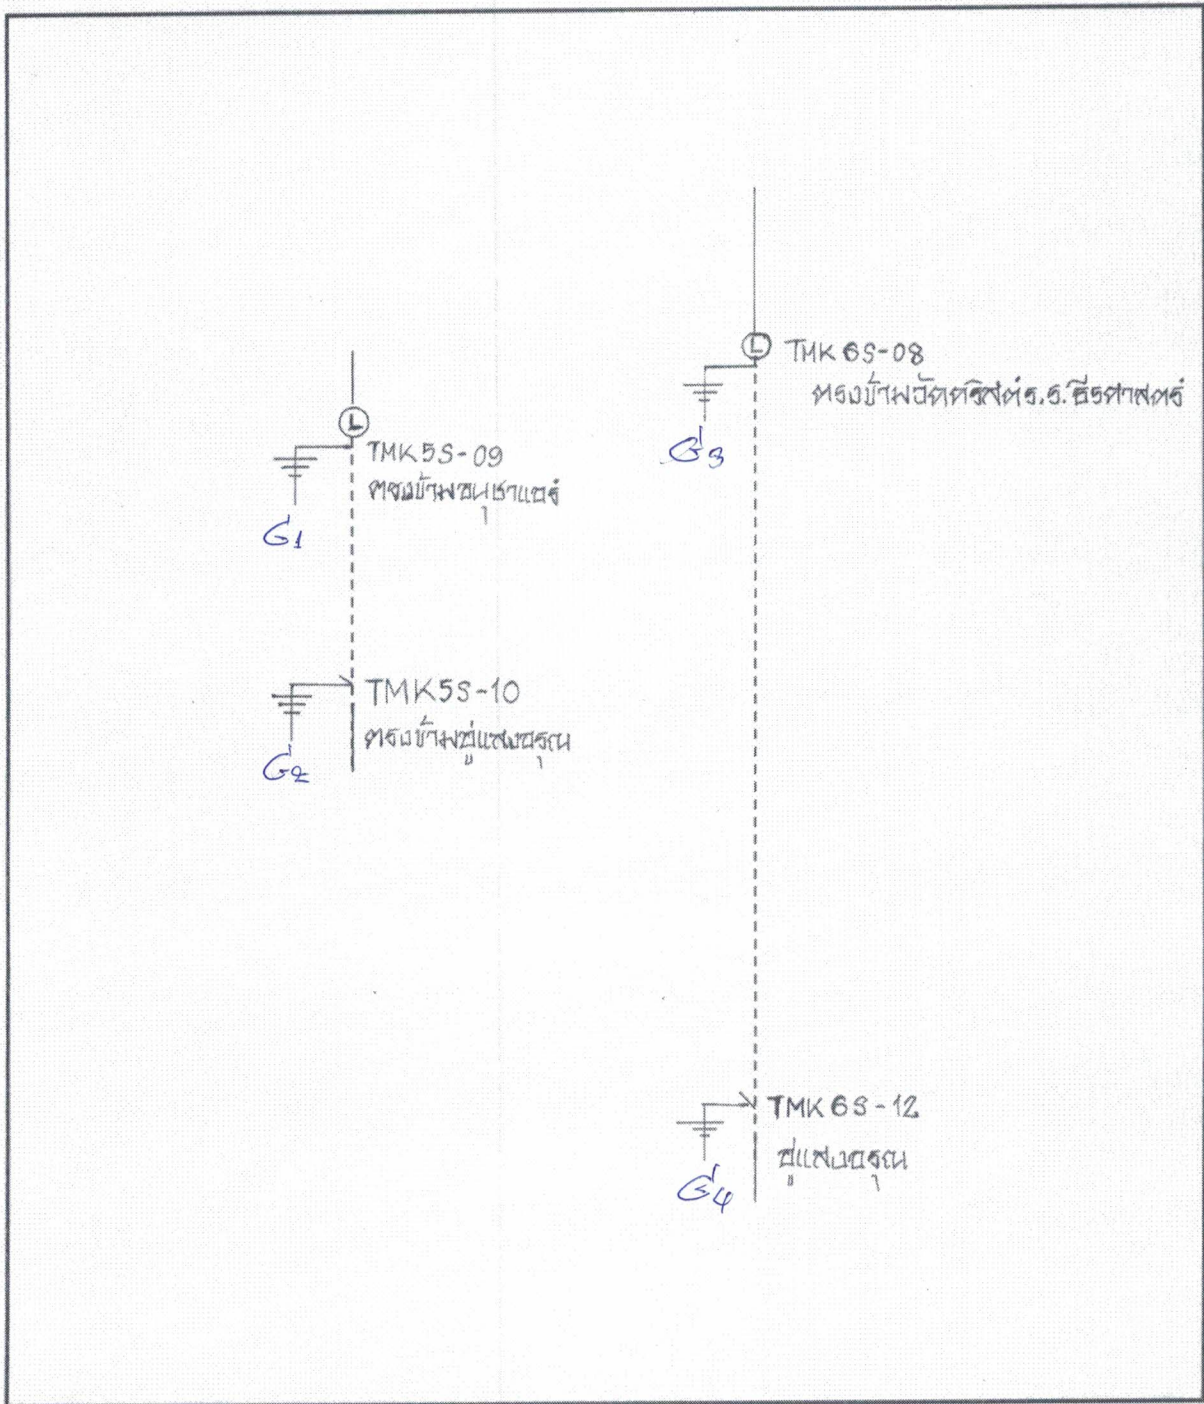 L
TMK 5S-09
ตรงข้าม
G1
TMK5S-10
ตรงข้ามอู่แสงอรุณ
G2
L
TMK 6S-08
ตรงข้ามวัดคริสต์ร.ร.ธีรศาสตร์
G3
TMK 6S-12
อู่แสงอรุณ
G4